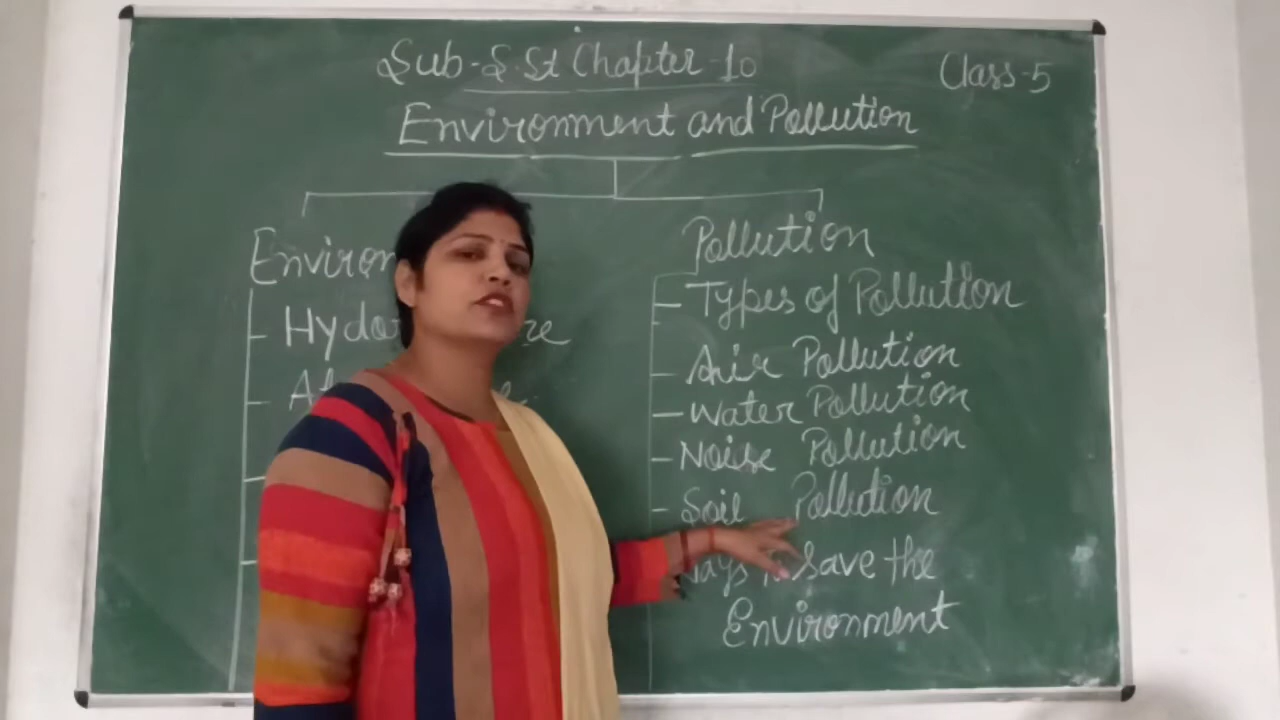 Sub-S.St Chapter-10
Class-5
Environment and Pollution
Pollution
Types of Pollution
Air Pollution
Water Pollution
Noise Pollution
Soil Pollution
save the
Environment